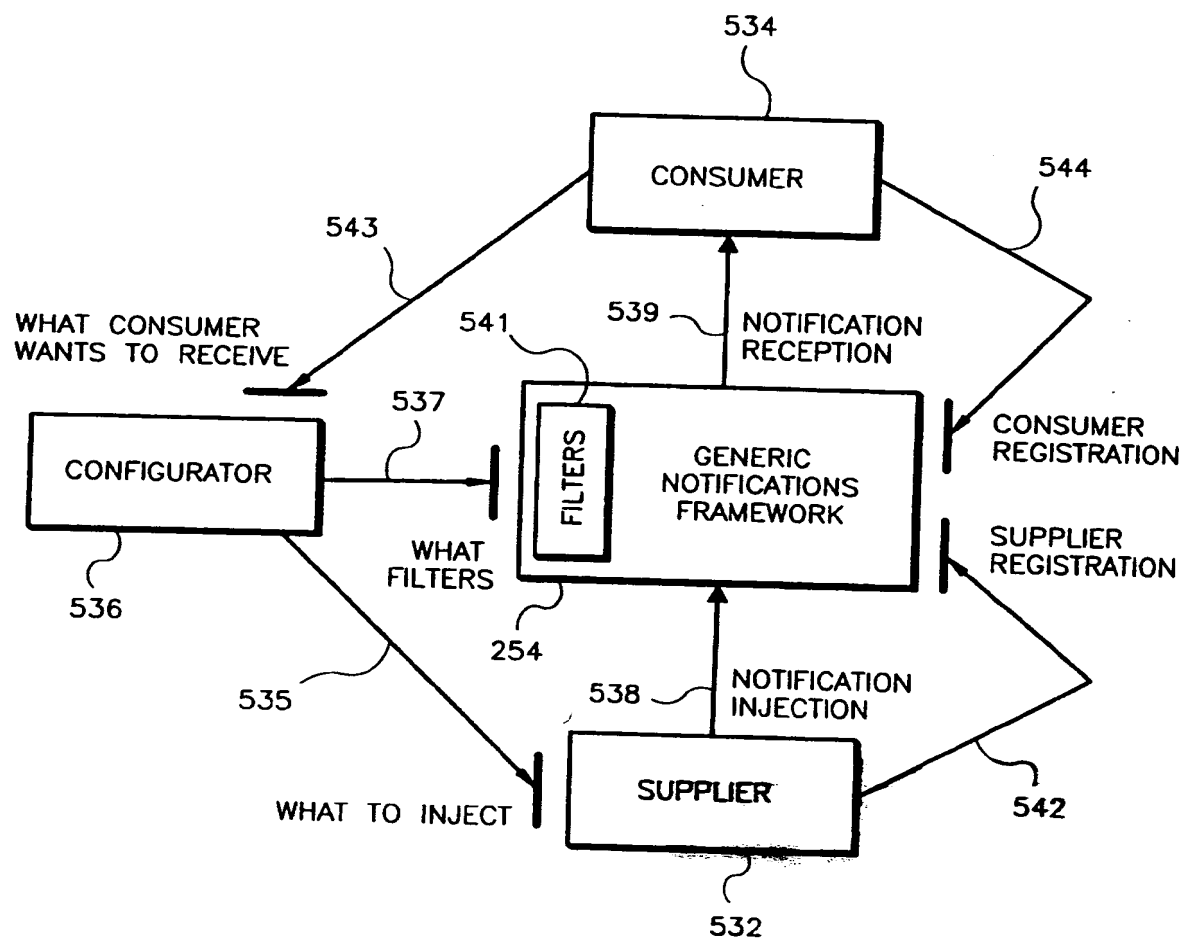 534
CONSUMER
544
543
WHAT CONSUMER
WANTS TO RECEIVE
541
539
NOTIFICATION
RECEPTION
537
CONFIGURATOR
FILTERS
GENERIC
NOTIFICATIONS
FRAMEWORK
CONSUMER
REGISTRATION
WHAT
FILTERS
SUPPLIER
REGISTRATION
536
254
535
538
NOTIFICATION
INJECTION
WHAT TO INJECT
SUPPLIER
542
532